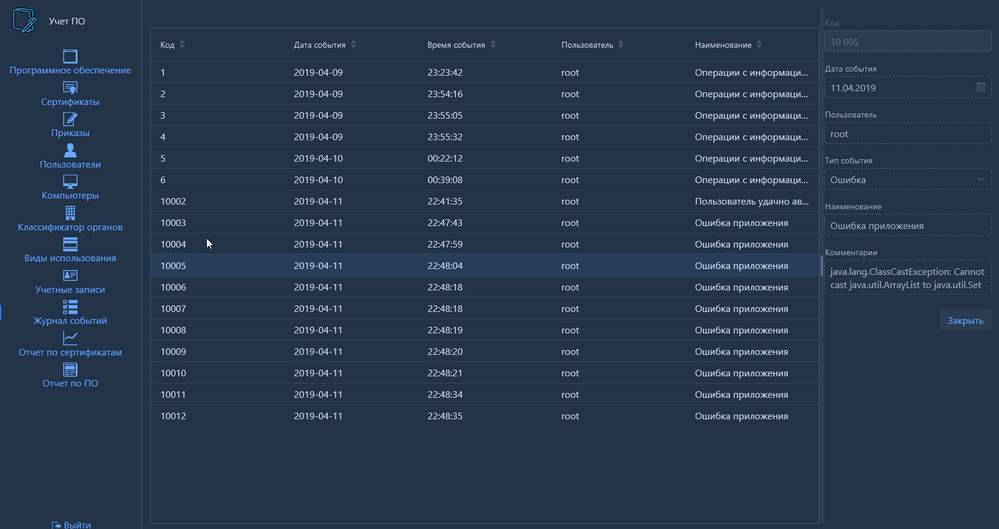 Учет ПО
Программное обеспечение
Сертификаты
Приказы
Пользователи
Компьютеры
Классификатор органов
Виды использования
Учетные записи
Журнал событий
Отчет по сертификатам
Отчет по ПО
Выйти
Код Дата события Время события Пользователь Наименование
1 2019-04-09 23:23:42 root Операции с информаци...
2 2019-04-09 23:54:16 root Операции с информаци...
3 2019-04-09 23:55:05 root Операции с информаци...
4 2019-04-09 23:55:32 root Операции с информаци...
5 2019-04-10 00:22:12 root Операции с информаци...
6 2019-04-10 00:39:08 root Операции с информаци...
10002 2019-04-11 22:41:35 root Пользователь удачно ав...
10003 2019-04-11 22:47:43 root Ошибка приложения
10004 2019-04-11 22:47:59 root Ошибка приложения
10005 2019-04-11 22:48:04 root Ошибка приложения
10006 2019-04-11 22:48:18 root Ошибка приложения
10007 2019-04-11 22:48:18 root Ошибка приложения
10008 2019-04-11 22:48:19 root Ошибка приложения
10009 2019-04-11 22:48:20 root Ошибка приложения
10010 2019-04-11 22:48:21 root Ошибка приложения
10011 2019-04-11 22:48:34 root Ошибка приложения
10012 2019-04-11 22:48:35 root Ошибка приложения
Код
10 005
Дата события
11.04.2019
Пользователь
root
Тип события
Ошибка
Наименование
Ошибка приложения
Комментарии
java.lang.ClassCastException: Cannot
cast java.util.ArrayList to java.util.Set
Закрыть